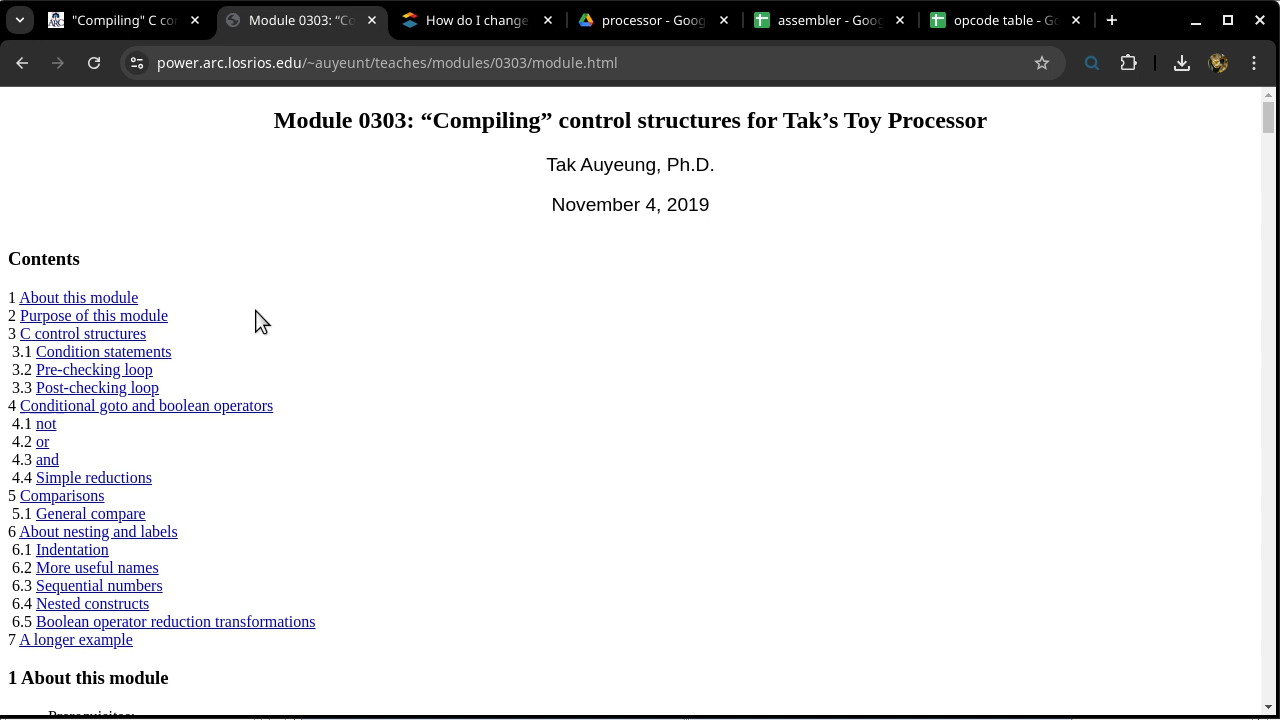 "Compiling" C co
Module 0303: “Co
How do I change
processor - Goog
assembler - Goog
opcode table - Go
power.arc.losrios.edu/~auyeunt/teaches/modules/0303/module.html
Module 0303: “Compiling” control structures for Tak’s Toy Processor
Tak Auyeung, Ph.D.
November 4, 2019
Contents
1 About this module
2 Purpose of this module
3 C control structures
3.1 Condition statements
3.2 Pre-checking loop
3.3 Post-checking loop
4 Conditional goto and boolean operators
4.1 not
4.2 or
4.3 and
4.4 Simple reductions
5 Comparisons
5.1 General compare
6 About nesting and labels
6.1 Indentation
6.2 More useful names
6.3 Sequential numbers
6.4 Nested constructs
6.5 Boolean operator reduction transformations
7 A longer example
1 About this module
Prerequisites: